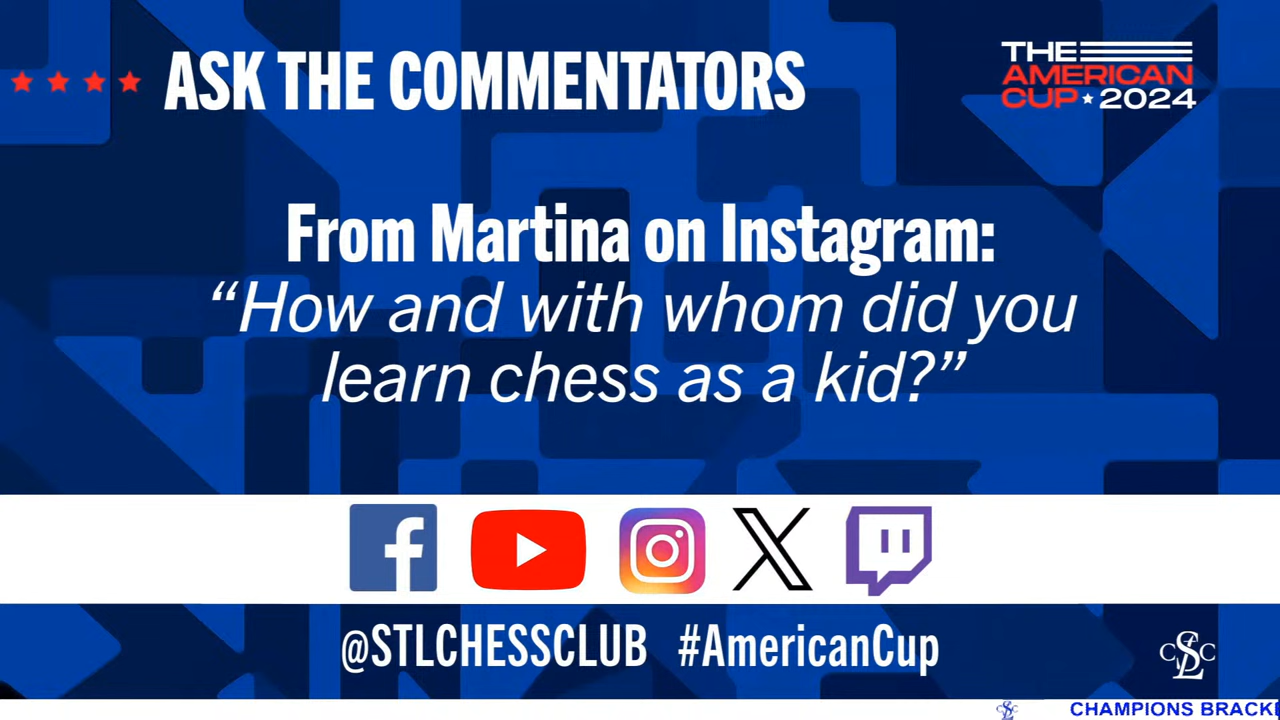 ASK THE COMMENTATORS
THE
AMERICAN
CUP 2024
From Martina on Instagram:
“How and with whom did you
learn chess as a kid?”
@STLCHESSCLUB #AmericanCup
CHAMPIONS BRACK